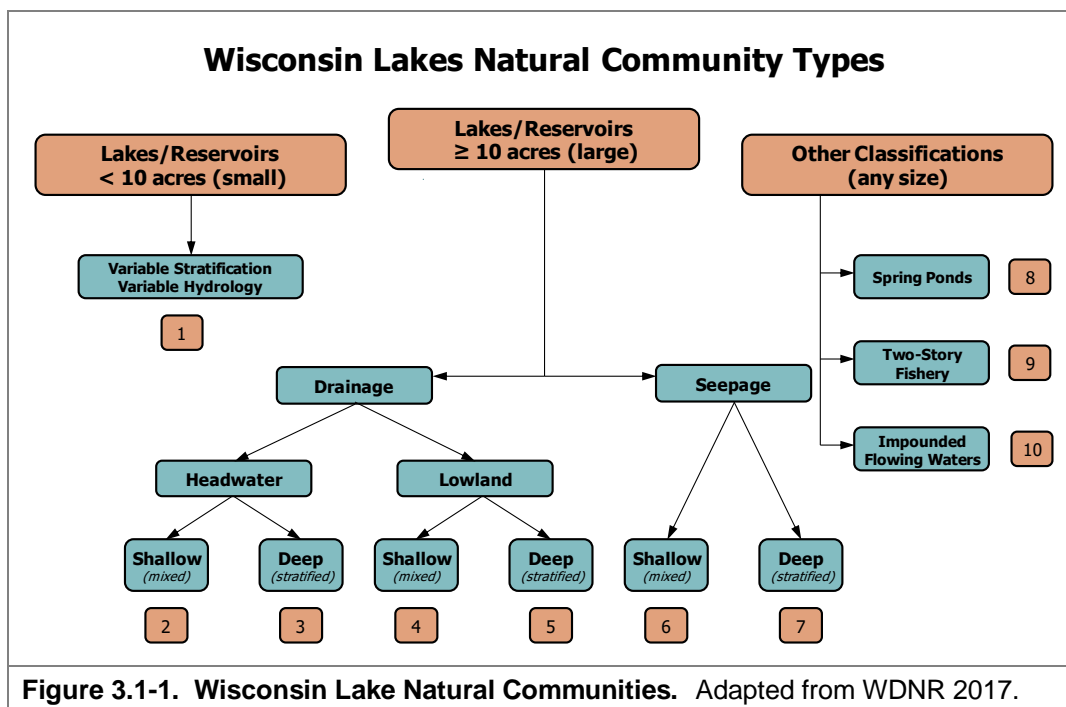 Wisconsin Lakes Natural Community Types
Lakes/Reservoirs
< 10 acres (small)
Lakes/Reservoirs
≥ 10 acres (large)
Other Classifications
(any size)
Variable Stratification
Variable Hydrology
1
Spring Ponds
8
Two-Story
Fishery
9
Impounded
Flowing Waters
10
Drainage
Seepage
Headwater
Lowland
Shallow
(mixed)
Deep
(stratified)
Shallow
(mixed)
Deep
(stratified)
Shallow
(mixed)
Deep
(stratified)
2
3
4
5
6
7
Figure 3.1-1. Wisconsin Lake Natural Communities. Adapted from WDNR 2017.